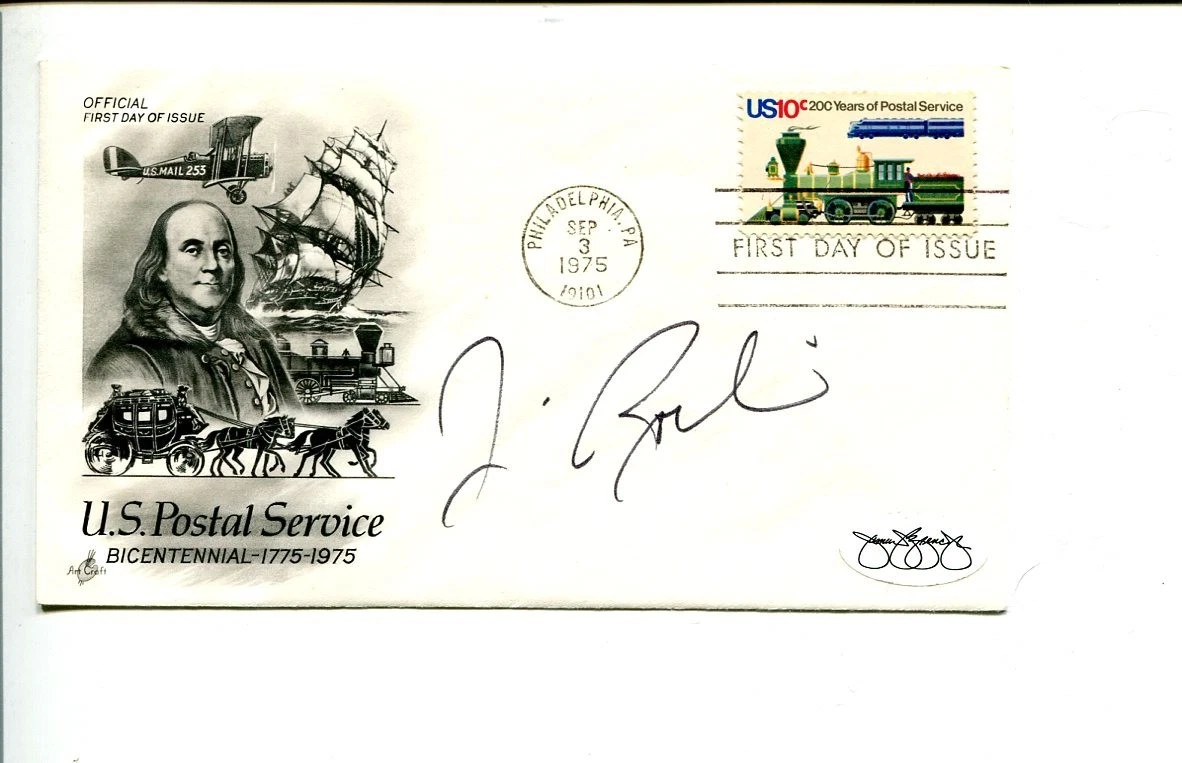 OFFICIAL
FIRST DAY OF ISSUE
U.S. MAIL 253
US10c 200 Years of Postal Service
PHILADELPHIA, PA
SEP
3
1975
19101
FIRST DAY OF ISSUE
U.S. Postal Service
BICENTENNIAL-1775-1975
Art Craft